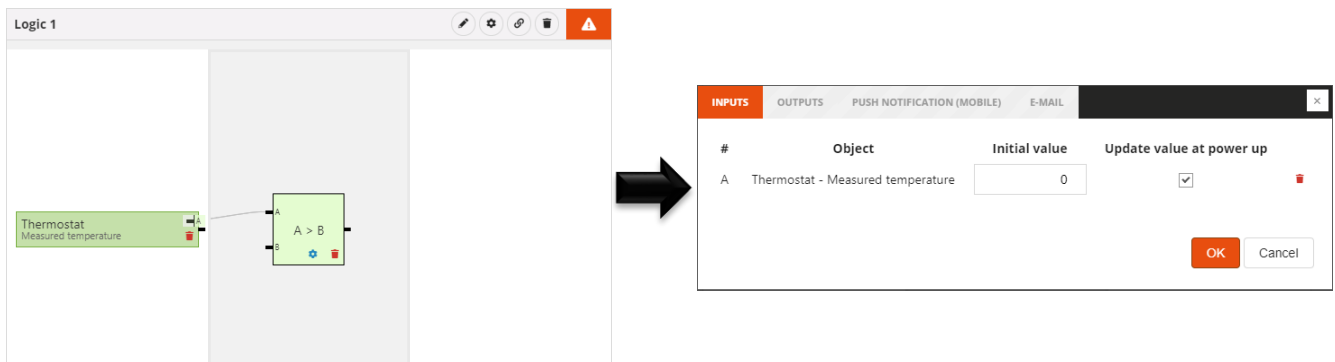 Logic 1
Thermostat
Measured temperature
A
A
B
A > B
INPUTS OUTPUTS PUSH NOTIFICATION (MOBILE) E-MAIL
# Object Initial value Update value at power up
A Thermostat - Measured temperature 0
OK Cancel